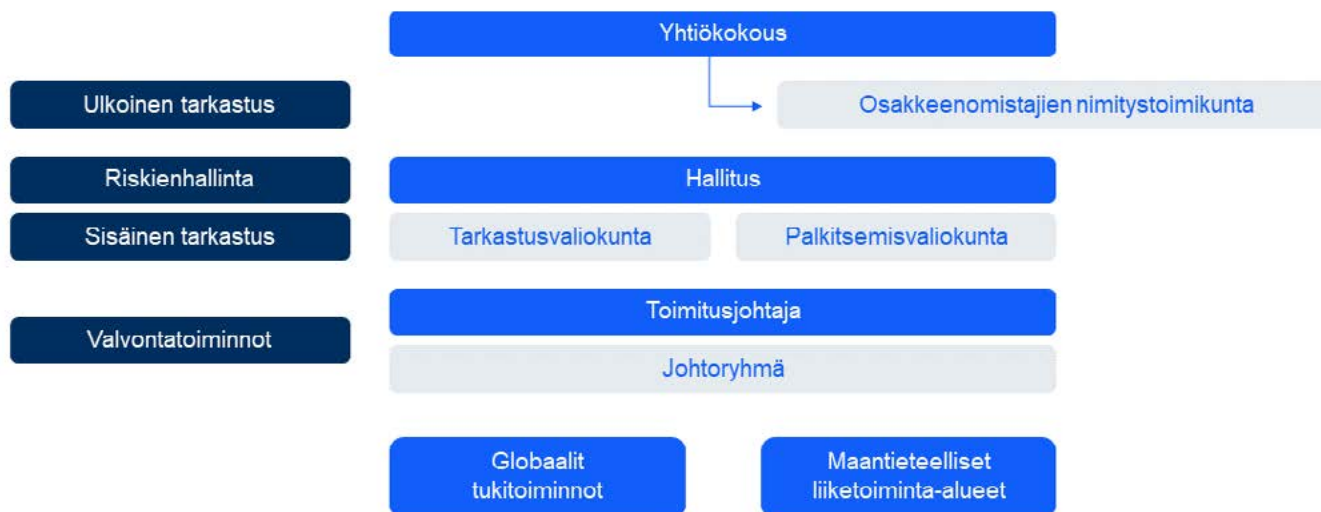 Yhtiökokous
Ulkoinen tarkastus
Osakkeenomistajien nimitystoimikunta
Riskienhallinta
Hallitus
Sisäinen tarkastus
Tarkastusvaliokunta
Palkitsemisvaliokunta
Toimitusjohtaja
Valvontatoiminnot
Johtoryhmä
Globaalit
tukitoiminnot
Maantieteelliset
liiketoiminta-alueet